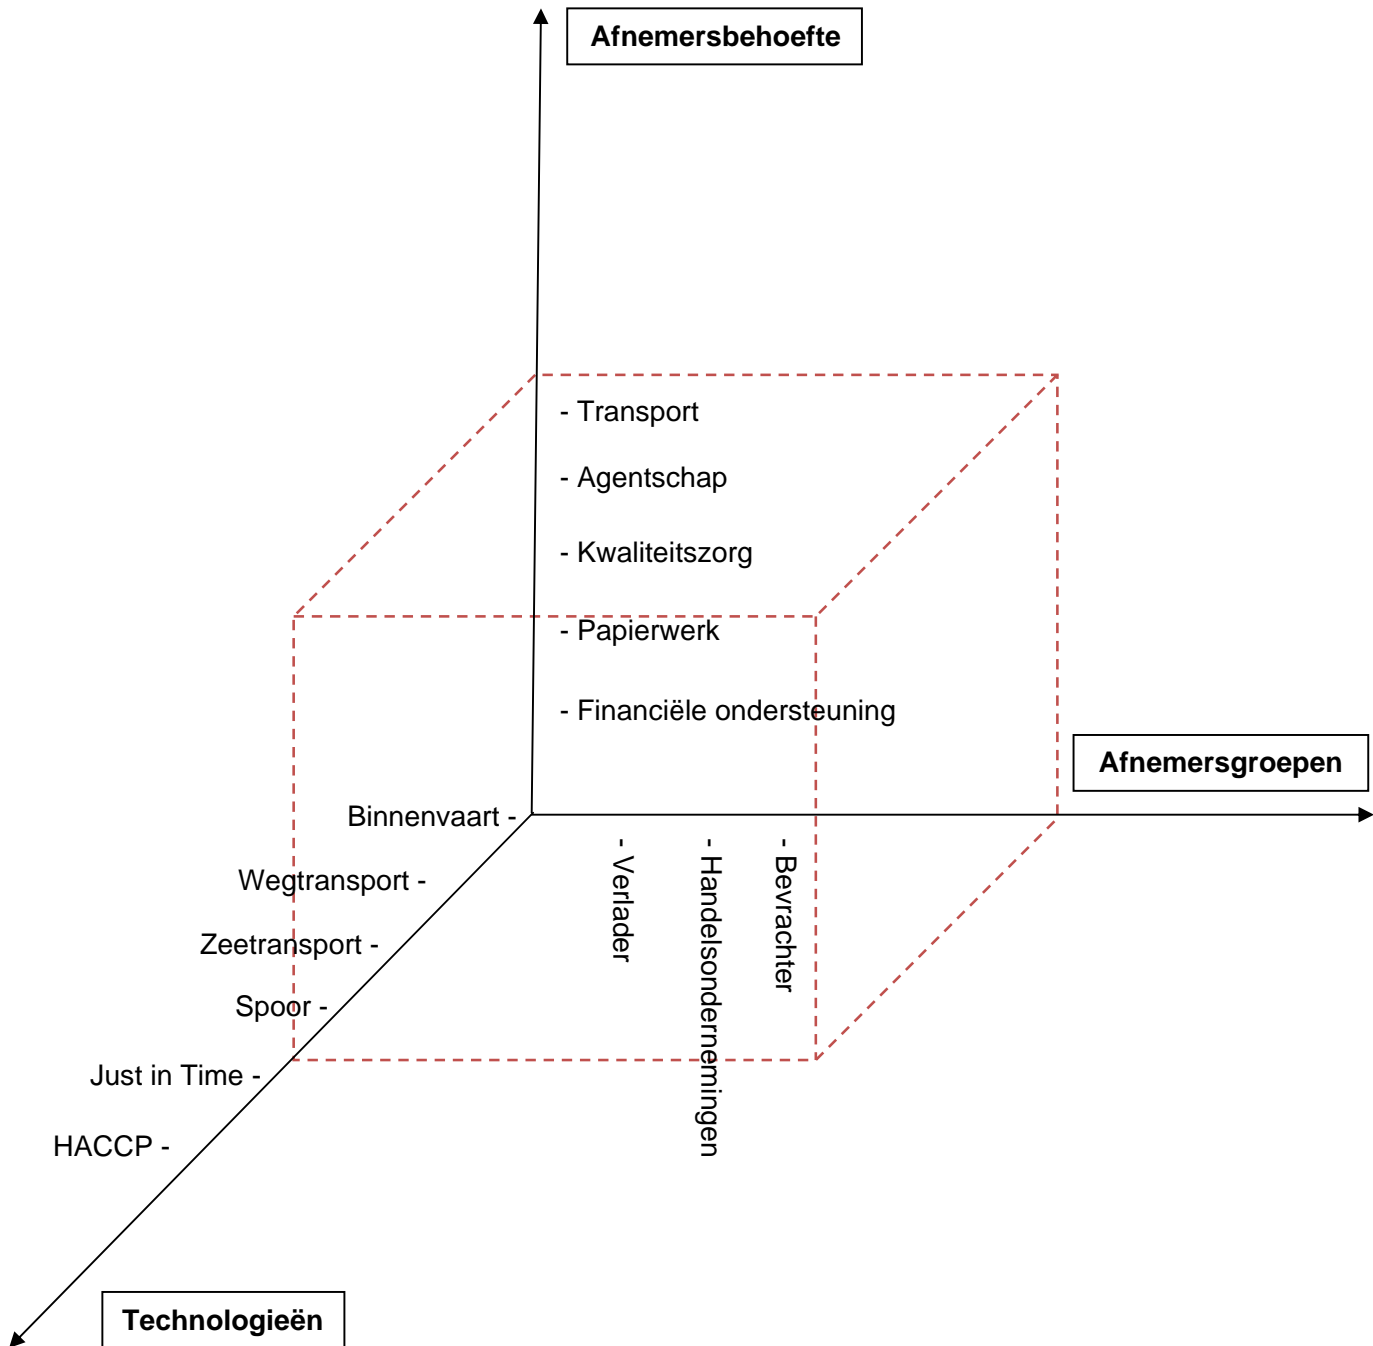 Afnemersbehoefte
- Transport
- Agentschap
- Kwaliteitszorg
- Papierwerk
- Financiële ondersteuning
Afnemersgroepen
- Verlader
- Handelsondernemingen
- Bevrachter
Binnenvaart -
Wegtransport -
Zeetransport -
Spoor -
Just in Time -
HACCP -
Technologieën